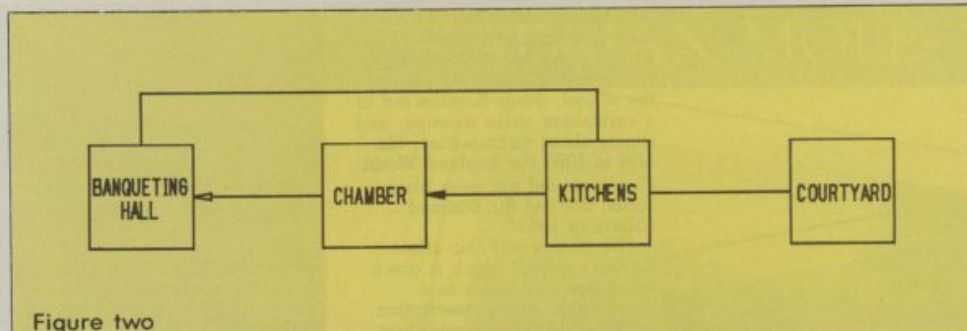 BANQUETING
HALL
CHAMBER
KITCHENS
COURTYARD
Figure two